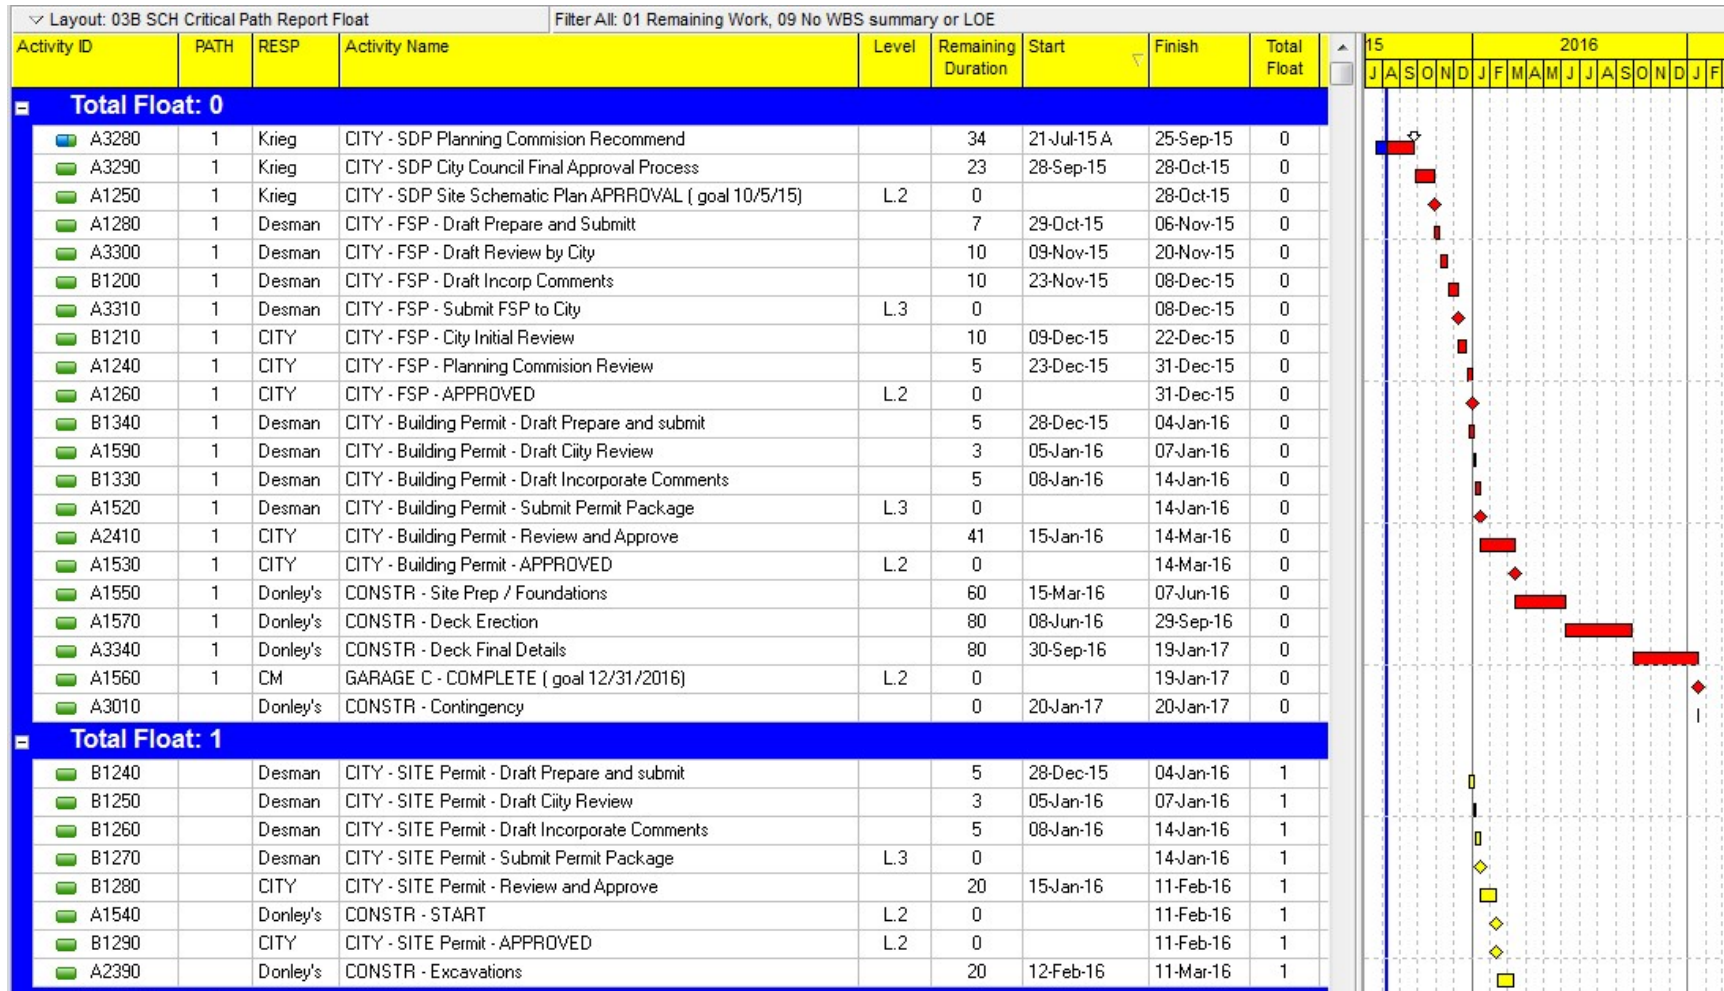 Layout: 03B SCH Critical Path Report Float Filter All: 01 Remaining Work, 09 No WBS summary or LOE
Activity ID PATH RESP Activity Name Level Remaining Duration Start Finish Total Float 15 2016
J A S O N D J F M A M J J A S O N D J F
Total Float: 0
A3280 1 Krieg CITY - SDP Planning Commision Recommend 34 21-Jul-15 A 25-Sep-15 0
A3290 1 Krieg CITY - SDP City Council Final Approval Process 23 28-Sep-15 28-Oct-15 0
A1250 1 Krieg CITY - SDP Site Schematic Plan APRROVAL ( goal 10/5/15) L.2 0 28-Oct-15 0
A1280 1 Desman CITY - FSP - Draft Prepare and Submitt 7 29-Oct-15 06-Nov-15 0
A3300 1 Desman CITY - FSP - Draft Review by City 10 09-Nov-15 20-Nov-15 0
B1200 1 Desman CITY - FSP - Draft Incorp Comments 10 23-Nov-15 08-Dec-15 0
A3310 1 Desman CITY - FSP - Submit FSP to City L.3 0 08-Dec-15 0
B1210 1 CITY CITY - FSP - City Initial Review 10 09-Dec-15 22-Dec-15 0
A1240 1 CITY CITY - FSP - Planning Commision Review 5 23-Dec-15 31-Dec-15 0
A1260 1 CITY CITY - FSP - APPROVED L.2 0 31-Dec-15 0
B1340 1 Desman CITY - Building Permit - Draft Prepare and submit 5 28-Dec-15 04-Jan-16 0
A1590 1 Desman CITY - Building Permit - Draft Ciity Review 3 05-Jan-16 07-Jan-16 0
B1330 1 Desman CITY - Building Permit - Draft Incorporate Comments 5 08-Jan-16 14-Jan-16 0
A1520 1 Desman CITY - Building Permit - Submit Permit Package L.3 0 14-Jan-16 0
A2410 1 CITY CITY - Building Permit - Review and Approve 41 15-Jan-16 14-Mar-16 0
A1530 1 CITY CITY - Building Permit - APPROVED L.2 0 14-Mar-16 0
A1550 1 Donley's CONSTR - Site Prep / Foundations 60 15-Mar-16 07-Jun-16 0
A1570 1 Donley's CONSTR - Deck Erection 80 08-Jun-16 29-Sep-16 0
A3340 1 Donley's CONSTR - Deck Final Details 80 30-Sep-16 19-Jan-17 0
A1560 1 CM GARAGE C - COMPLETE ( goal 12/31/2016) L.2 0 19-Jan-17 0
A3010 Donley's CONSTR - Contingency 0 20-Jan-17 20-Jan-17 0
Total Float: 1
B1240 Desman CITY - SITE Permit - Draft Prepare and submit 5 28-Dec-15 04-Jan-16 1
B1250 Desman CITY - SITE Permit - Draft Ciity Review 3 05-Jan-16 07-Jan-16 1
B1260 Desman CITY - SITE Permit - Draft Incorporate Comments 5 08-Jan-16 14-Jan-16 1
B1270 Desman CITY - SITE Permit - Submit Permit Package L.3 0 14-Jan-16 1
B1280 CITY CITY - SITE Permit - Review and Approve 20 15-Jan-16 11-Feb-16 1
A1540 Donley's CONSTR - START L.2 0 11-Feb-16 1
B1290 CITY CITY - SITE Permit - APPROVED L.2 0 11-Feb-16 1
A2390 Donley's CONSTR - Excavations 20 12-Feb-16 11-Mar-16 1